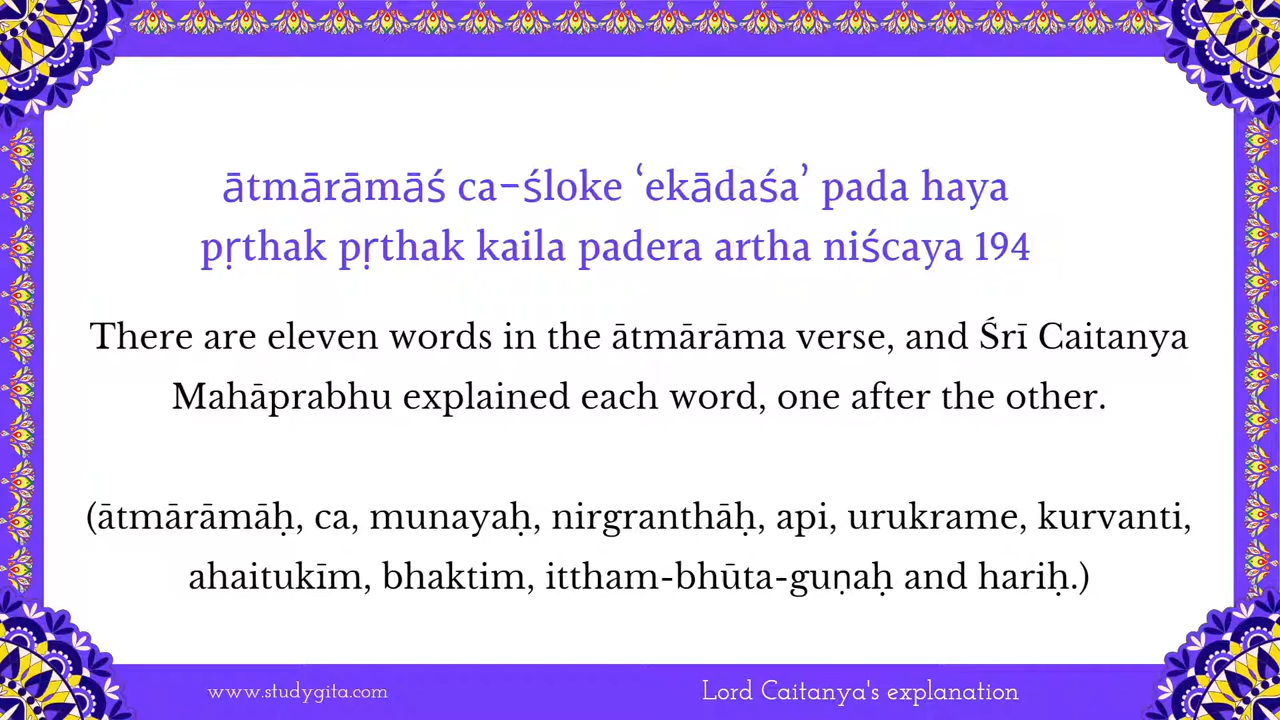 ātmārāmāś ca-śloke ‘ekādaśa’ pada haya
pṛthak pṛthak kaila padera artha niścaya 194
There are eleven words in the ātmārāma verse, and Śrī Caitanya
Mahāprabhu explained each word, one after the other.
(ātmārāmāḥ, ca, munayaḥ, nirgranthāḥ, api, urukrame, kurvanti,
ahaitukīm, bhaktim, ittham-bhūta-guṇaḥ and hariḥ.)
www.studygita.com
Lord Caitanya's explanation